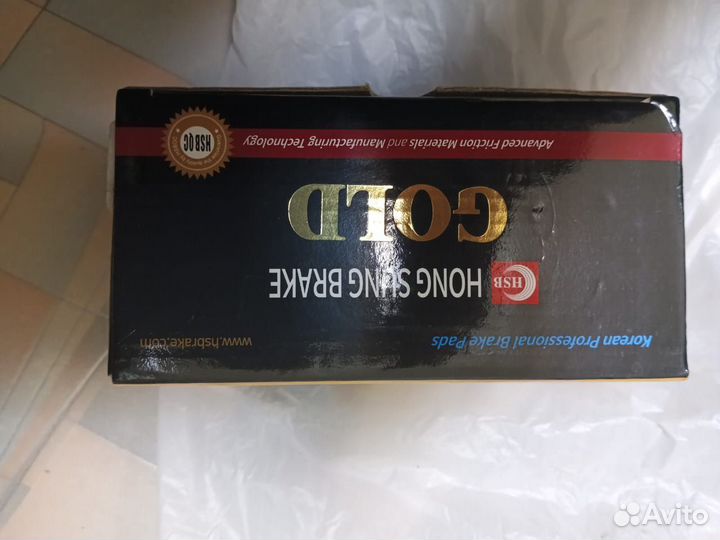 Korean Professional Brake Pads
www.hsbrake.com
HSB
HONG SUNG BRAKE
GOLD
Advanced Friction Materials and Manufacturing Technology
HSB QC
Avito